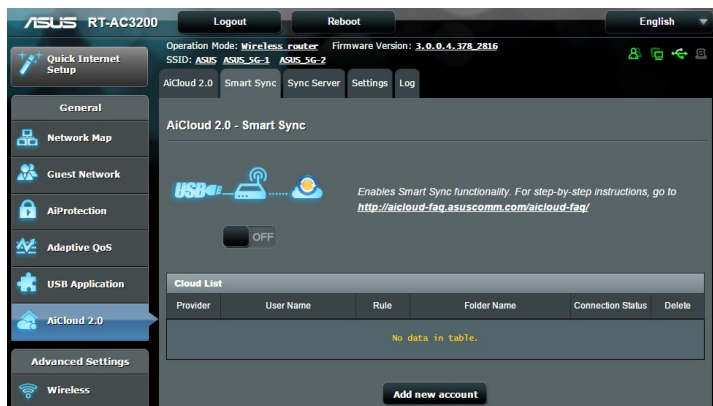 ASUS RT-AC3200
Logout
Reboot
English
Quick Internet
Setup
Operation Mode: Wireless router Firmware Version: 3.0.0.4.378_2816
SSID: ASUS ASUS_5G-1 ASUS_5G-2
AiCloud 2.0
Smart Sync
Sync Server
Settings
Log
General
Network Map
Guest Network
AiProtection
Adaptive QoS
USB Application
AiCloud 2.0
Advanced Settings
Wireless
AiCloud 2.0 - Smart Sync
USB
Enables Smart Sync functionality. For step-by-step instructions, go to
http://aicloud-faq.asuscomm.com/aicloud-faq/
OFF
Cloud List
Provider User Name Rule Folder Name Connection Status Delete
No data in table.
Add new account